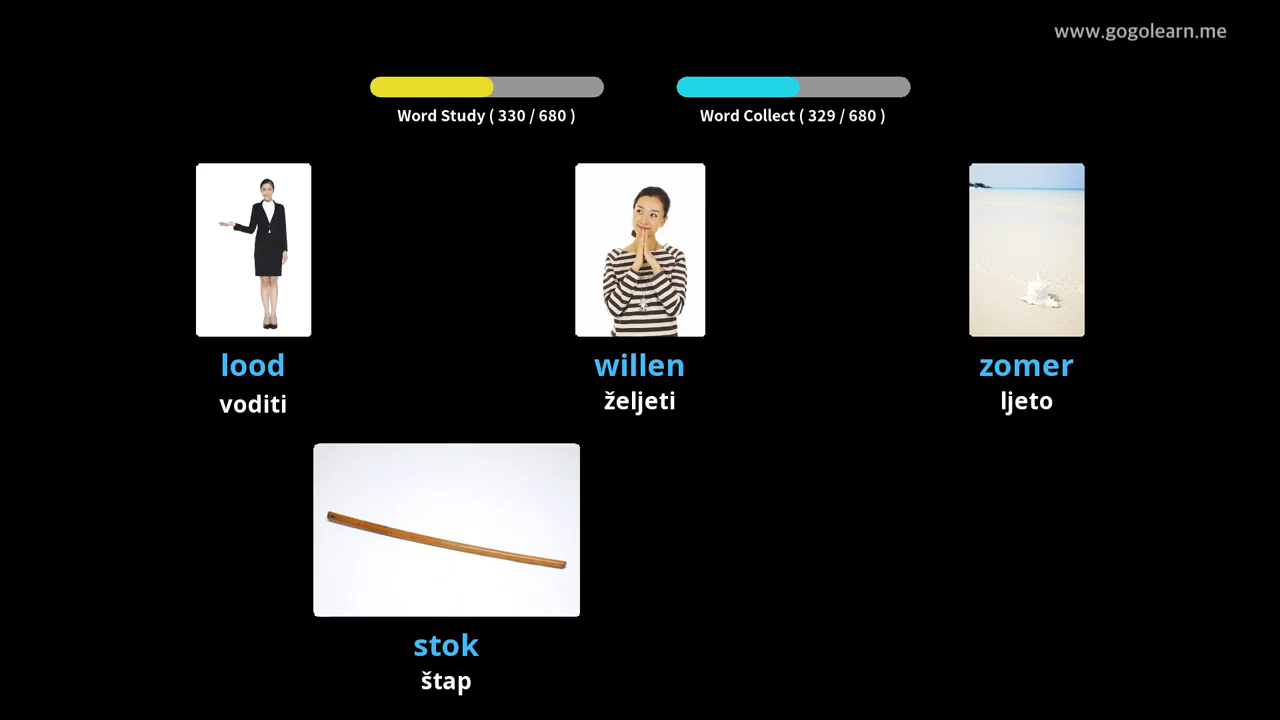 www.gogolearn.me
Word Study ( 330 / 680 )
Word Collect ( 329 / 680 )
lood
voditi
willen
željeti
zomer
ljeto
stok
štap